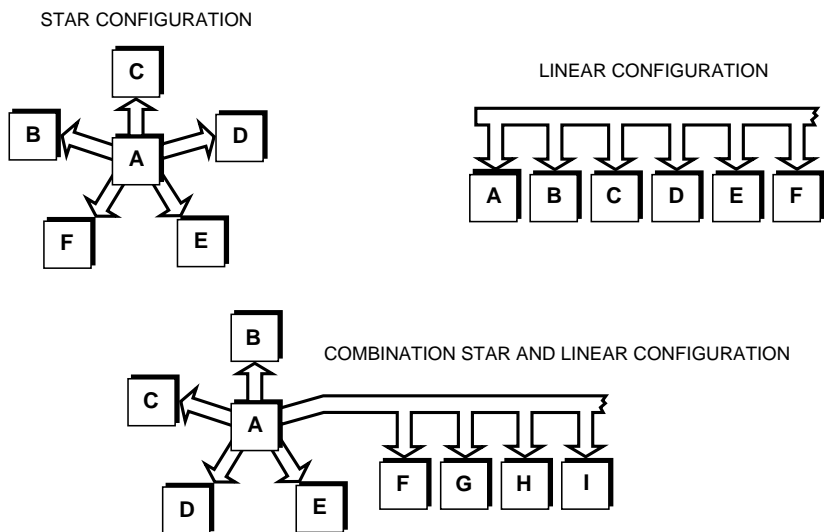 STAR CONFIGURATION
C
B
D
A
F
E
LINEAR CONFIGURATION
A B C D E F
COMBINATION STAR AND LINEAR CONFIGURATION
B
C
A
D
E
F G H I